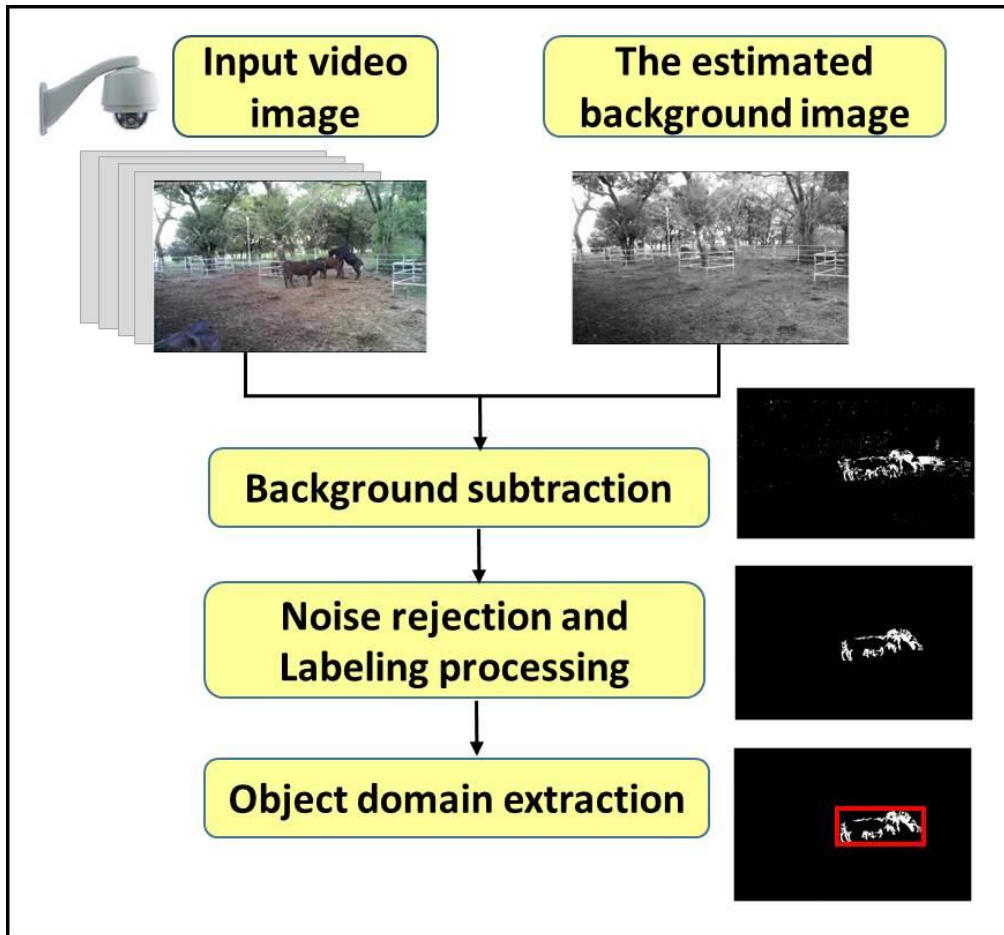 Input video
image
The estimated
background image
Background subtraction
Noise rejection and
Labeling processing
Object domain extraction